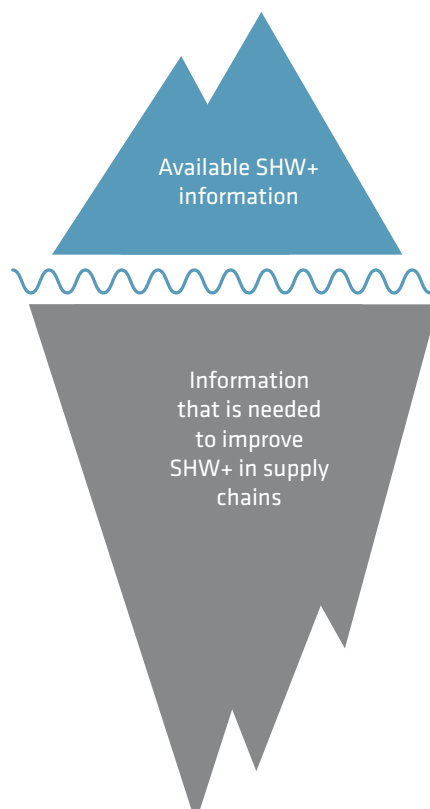 Available SHW+
information
Information
that is needed
to improve
SHW+ in supply
chains